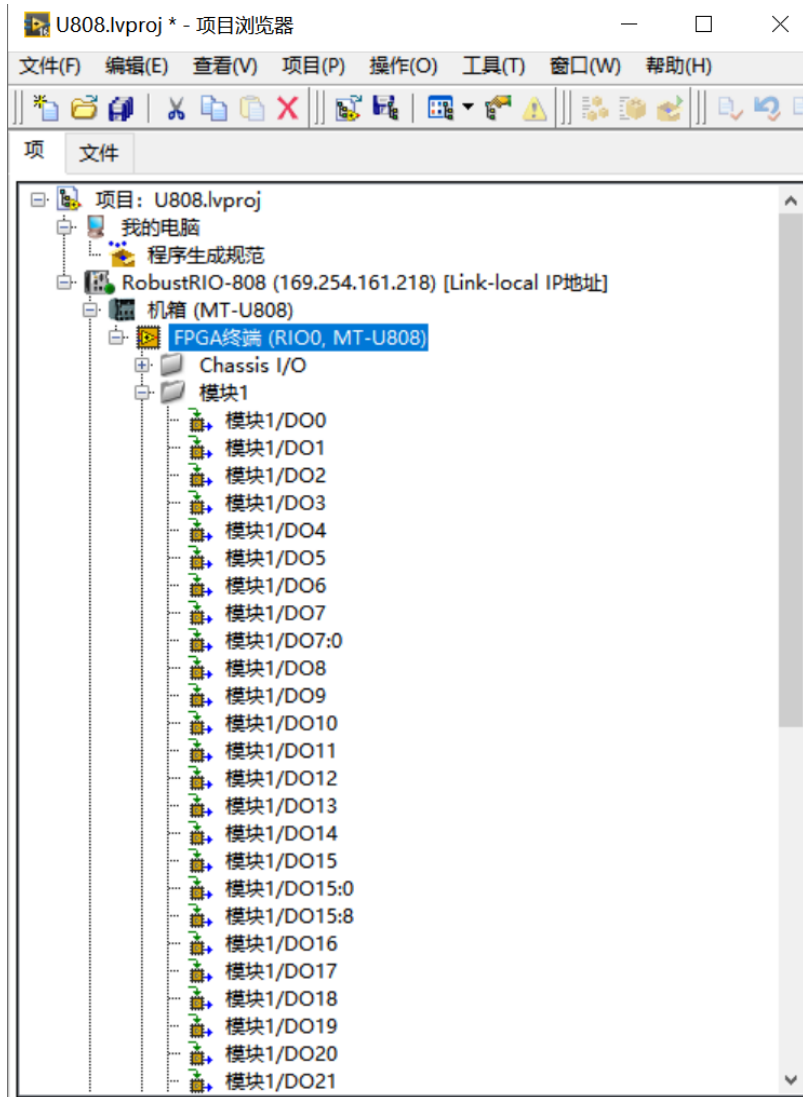 U808.lvproj * - 项目浏览器
文件(F) 编辑(E) 查看(V) 项目(P) 操作(O) 工具(T) 窗口(W) 帮助(H)
项 文件
项目: U808.lvproj
我的电脑
程序生成规范
RobustRIO-808 (169.254.161.218) [Link-local IP地址]
机箱 (MT-U808)
FPGA终端 (RIO0, MT-U808)
Chassis I/O
模块1
模块1/DO0
模块1/DO1
模块1/DO2
模块1/DO3
模块1/DO4
模块1/DO5
模块1/DO6
模块1/DO7
模块1/DO7:0
模块1/DO8
模块1/DO9
模块1/DO10
模块1/DO11
模块1/DO12
模块1/DO13
模块1/DO14
模块1/DO15
模块1/DO15:0
模块1/DO15:8
模块1/DO16
模块1/DO17
模块1/DO18
模块1/DO19
模块1/DO20
模块1/DO21